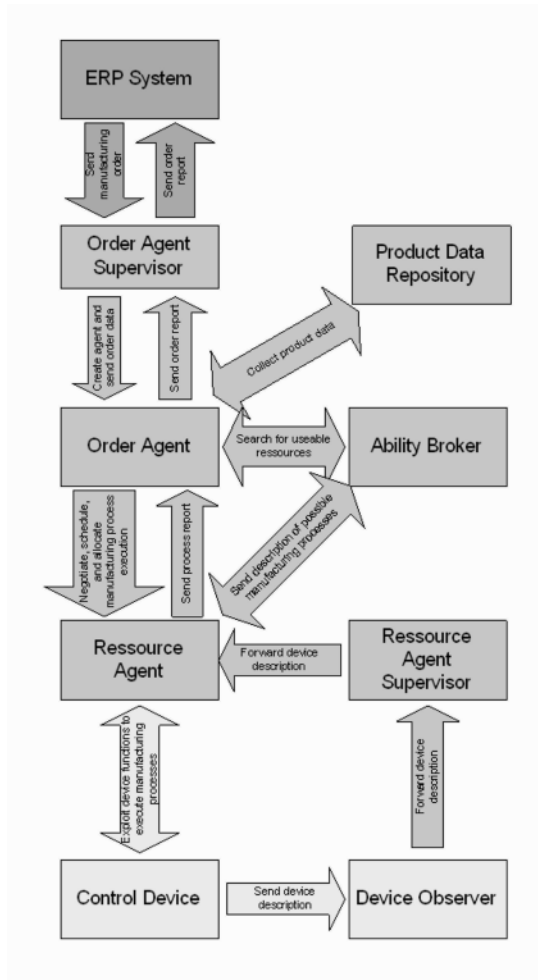 ERP System
Send
manufacturing
order
Send order
report
Order Agent
Supervisor
Product Data
Repository
Create agent and
send order data
Send order report
Collect product data
Order Agent
Search for useable
ressources
Ability Broker
Negotiate, schedule,
and allocate
manufacturing process
execution
Send process report
Send description of possible
manufacturing processes
Ressource
Agent
Forward device
description
Ressource
Agent
Supervisor
Exploit device functions to
execute manufacturing
processes
Forward device
description
Control Device
Send device
description
Device Observer